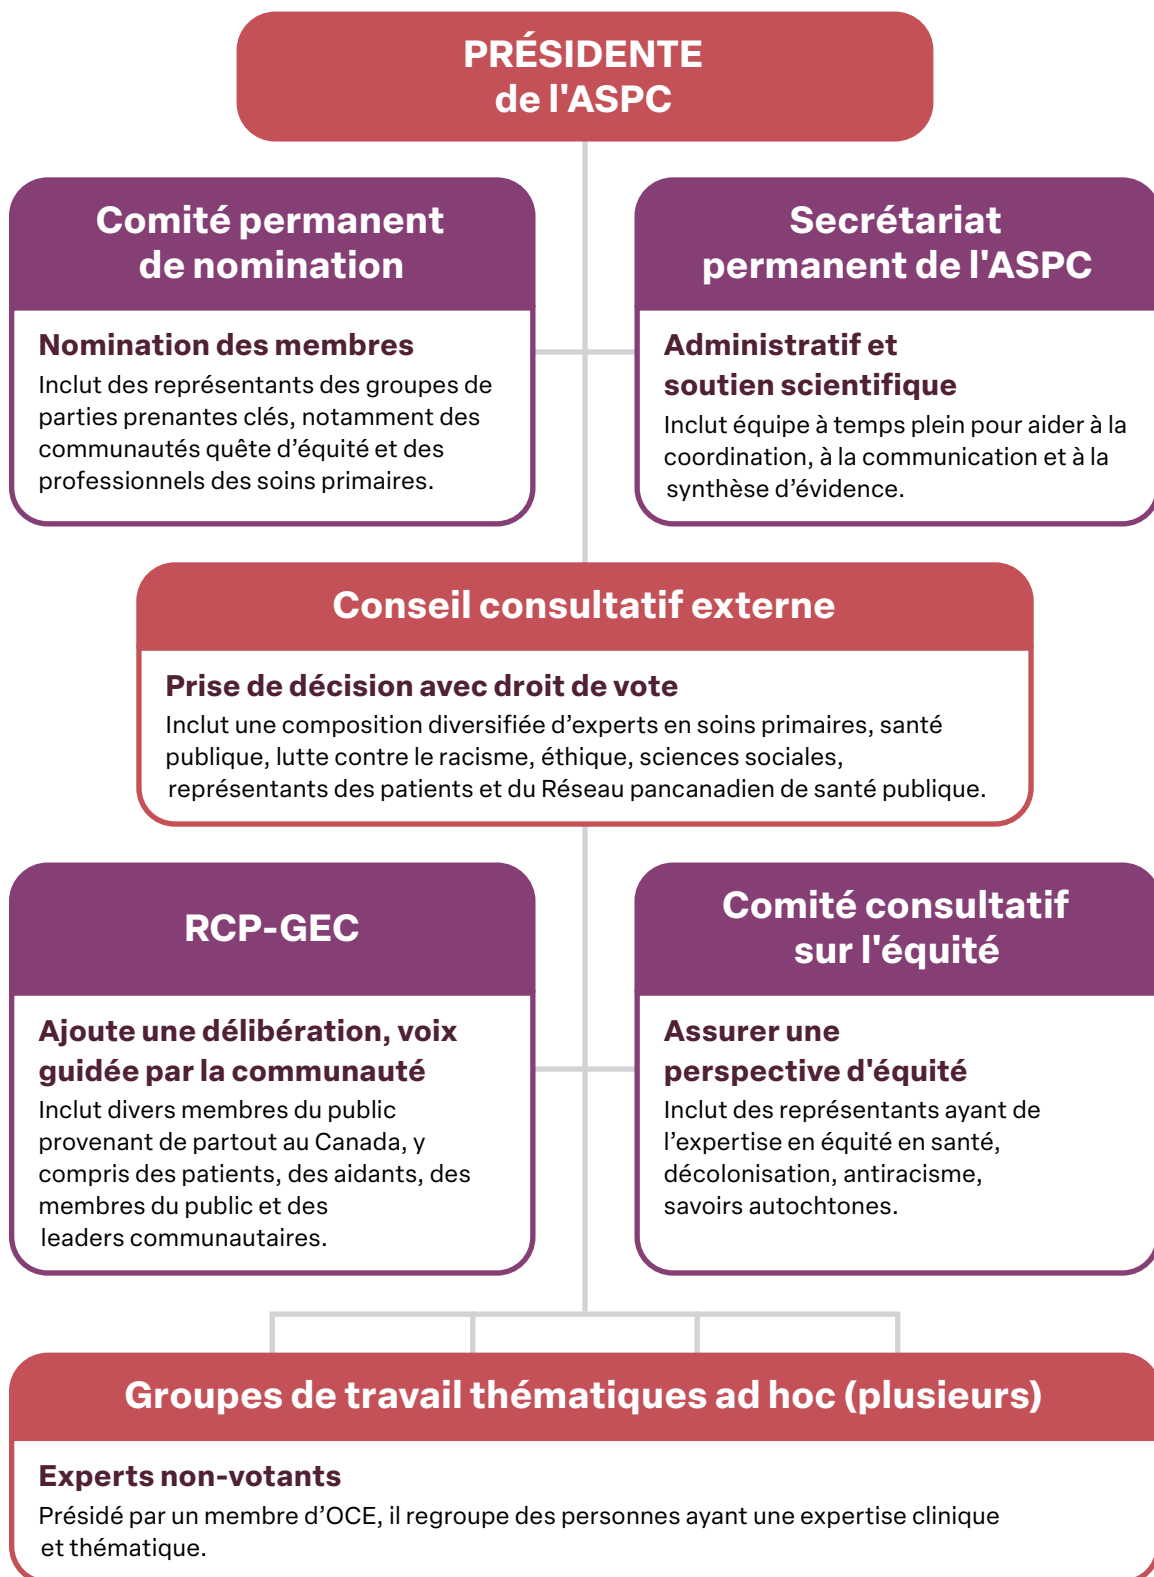 PRÉSIDENTE
de l'ASPC
Comité permanent
de nomination
Nomination des membres
Inclut des représentants des groupes de
parties prenantes clés, notamment des
communautés quête d’équité et des
professionnels des soins primaires.
Secrétariat
permanent de l'ASPC
Administratif et
soutien scientifique
Inclut équipe à temps plein pour aider à la
coordination, à la communication et à la
synthèse d’évidence.
Conseil consultatif externe
Prise de décision avec droit de vote
Inclut une composition diversifiée d’experts en soins primaires, santé
publique, lutte contre le racisme, éthique, sciences sociales,
représentants des patients et du Réseau pancanadien de santé publique.
RCP-GEC
Ajoute une délibération, voix
guidée par la communauté
Inclut divers membres du public
provenant de partout au Canada, y
compris des patients, des aidants, des
membres du public et des
leaders communautaires.
Comité consultatif
sur l'équité
Assurer une
perspective d'équité
Inclut des représentants ayant de
l’expertise en équité en santé,
décolonisation, antiracisme,
savoirs autochtones.
Groupes de travail thématiques ad hoc (plusieurs)
Experts non-votants
Présidé par un membre d’OCE, il regroupe des personnes ayant une expertise clinique
et thématique.